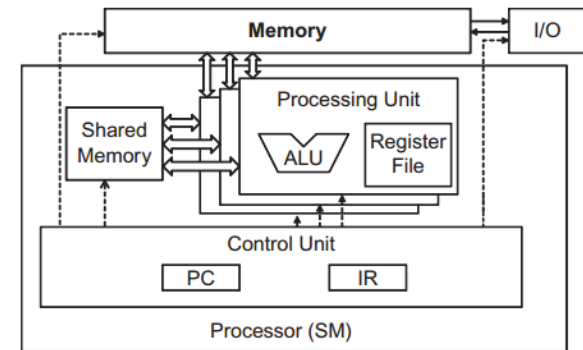 Memory
I/O
Processing Unit
Shared
Memory
ALU
Register
File
Control Unit
PC
IR
Processor (SM)